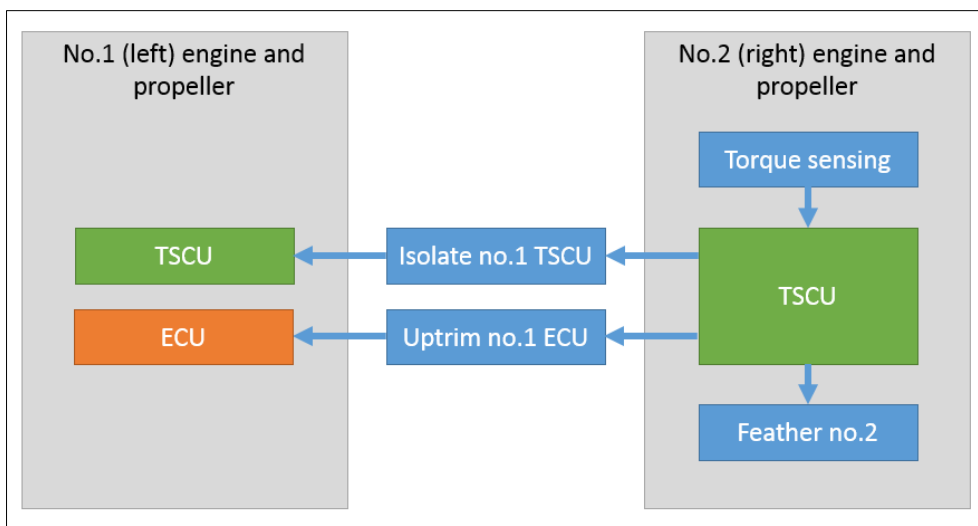 No.1 (left) engine and
propeller
No.2 (right) engine and
propeller
Torque sensing
TSCU
Isolate no.1 TSCU
TSCU
ECU
Uptrim no.1 ECU
Feather no.2